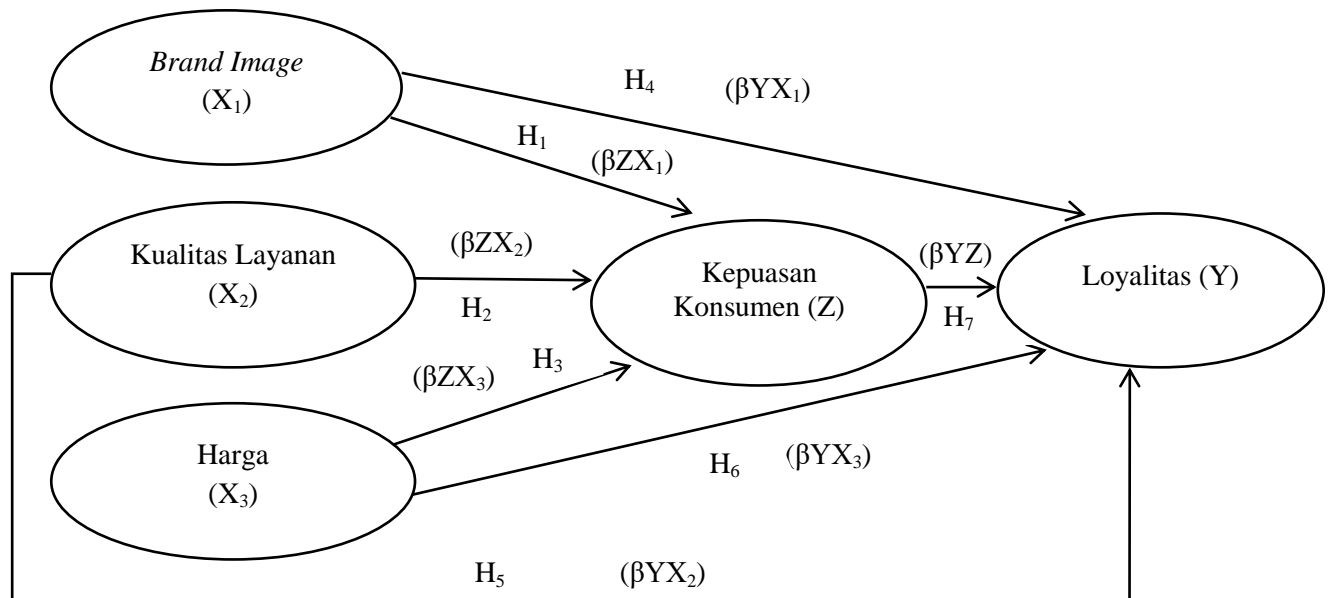 Brand Image
(X₁)
H₄ (βYX₁)
H₁
(βZX₁)
Kualitas Layanan
(X₂)
(βZX₂)
H₂
Kepuasan
Konsumen (Z)
(βYZ)
H₇
Loyalitas (Y)
(βZX₃)
H₃
Harga
(X₃)
H₆ (βYX₃)
H₅ (βYX₂)